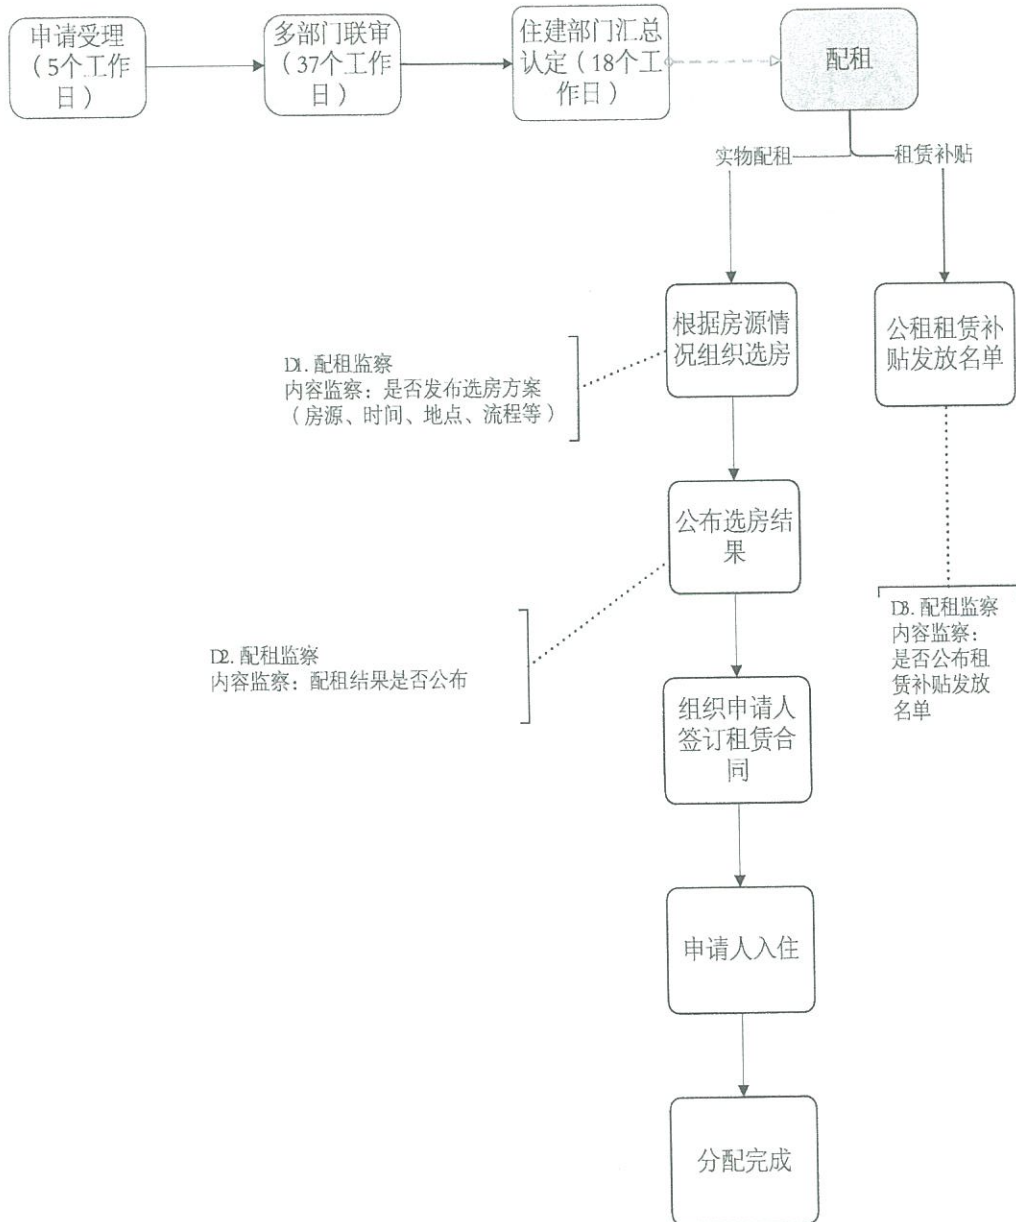 申请受理
（5个工作
日）
多部门联审
（37个工作
日）
住建部门汇总
认定（18个工
作日）
配租
实物配租
租赁补贴
根据房源情
况组织选房
公租租赁补
贴发放名单
D1. 配租监察
内容监察：是否发布选房方案
（房源、时间、地点、流程等）
公布选房结
果
D2. 配租监察
内容监察：配租结果是否公布
D3. 配租监察
内容监察：
是否公布租
赁补贴发放
名单
组织申请人
签订租赁合
同
申请人入住
分配完成